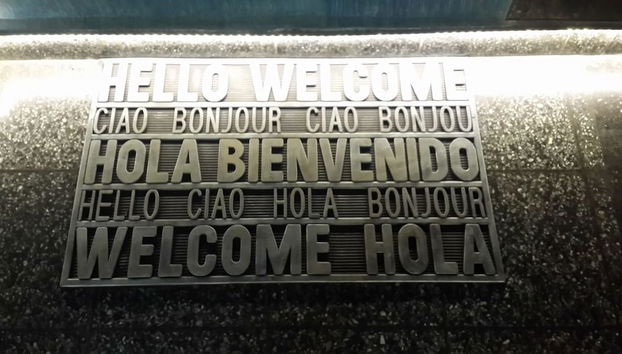 HELLO WELCOME
CIAO BONJOUR CIAO BONJOU
HOLA BIENVENIDO
HELLO CIAO HOLA BONJOUR
WELCOME HOLA